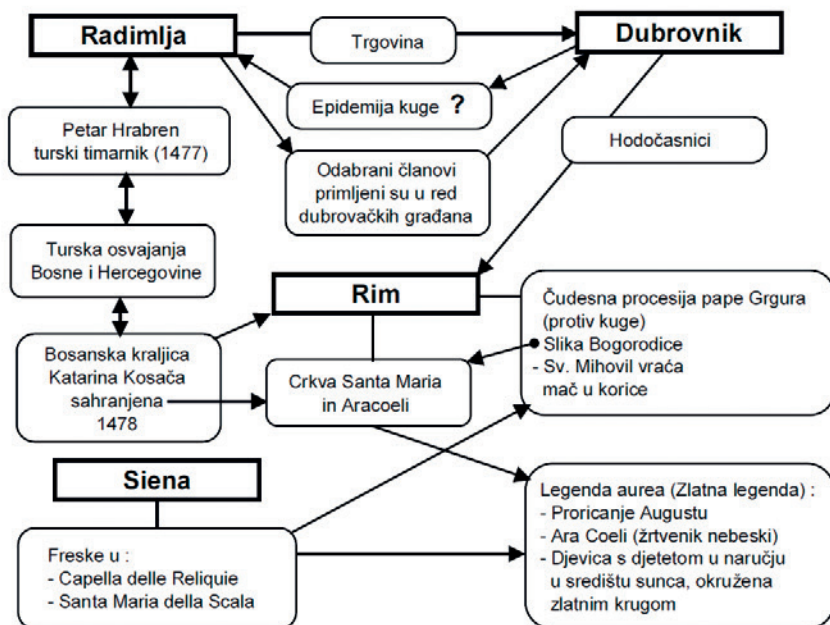 Radimlja
Trgovina
Dubrovnik
Epidemija kuge ?
Petar Hrabren
turski timarnik (1477)
Odabrani članovi
primljeni su u red
dubrovačkih građana
Hodočasnici
Turska osvajanja
Bosne i Hercegovine
Rim
Čudesna procesija pape Grgura
(protiv kuge)
Slika Bogorodice
- Sv. Mihovil vraća
mač u korice
Bosanska kraljica
Katarina Kosača
sahranjena
1478
Crkva Santa Maria
in Aracoeli
Siena
Legenda aurea (Zlatna legenda) :
- Proricanje Augustu
- Ara Coeli (žrtvenik nebeski)
- Djevica s djetetom u naručju
u središtu sunca, okružena
zlatnim krugom
Freske u :
- Capella delle Reliquie
- Santa Maria della Scala